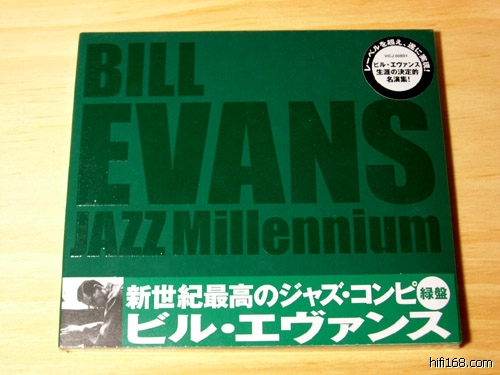 BILL
EVANS
JAZZ Millennium
レーベルを超え、遂に実現!
ビル・エヴァンス
生涯の決定的
名演集!
新世紀最高のジャズ・コンピ
緑盤
ビル・エヴァンス
hifi168.com